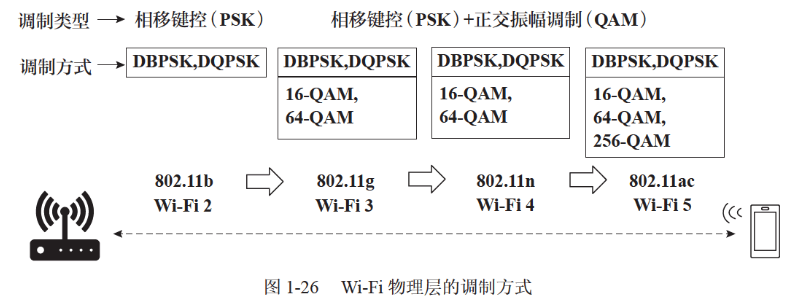 调制类型 相移键控（PSK） 相移键控（PSK）+正交振幅调制（QAM）
调制方式 DBPSK,DQPSK DBPSK,DQPSK DBPSK,DQPSK DBPSK,DQPSK
16-QAM, 16-QAM, 16-QAM,
64-QAM 64-QAM 64-QAM,
256-QAM
802.11b 802.11g 802.11n 802.11ac
Wi-Fi 2 Wi-Fi 3 Wi-Fi 4 Wi-Fi 5
图 1-26 Wi-Fi 物理层的调制方式